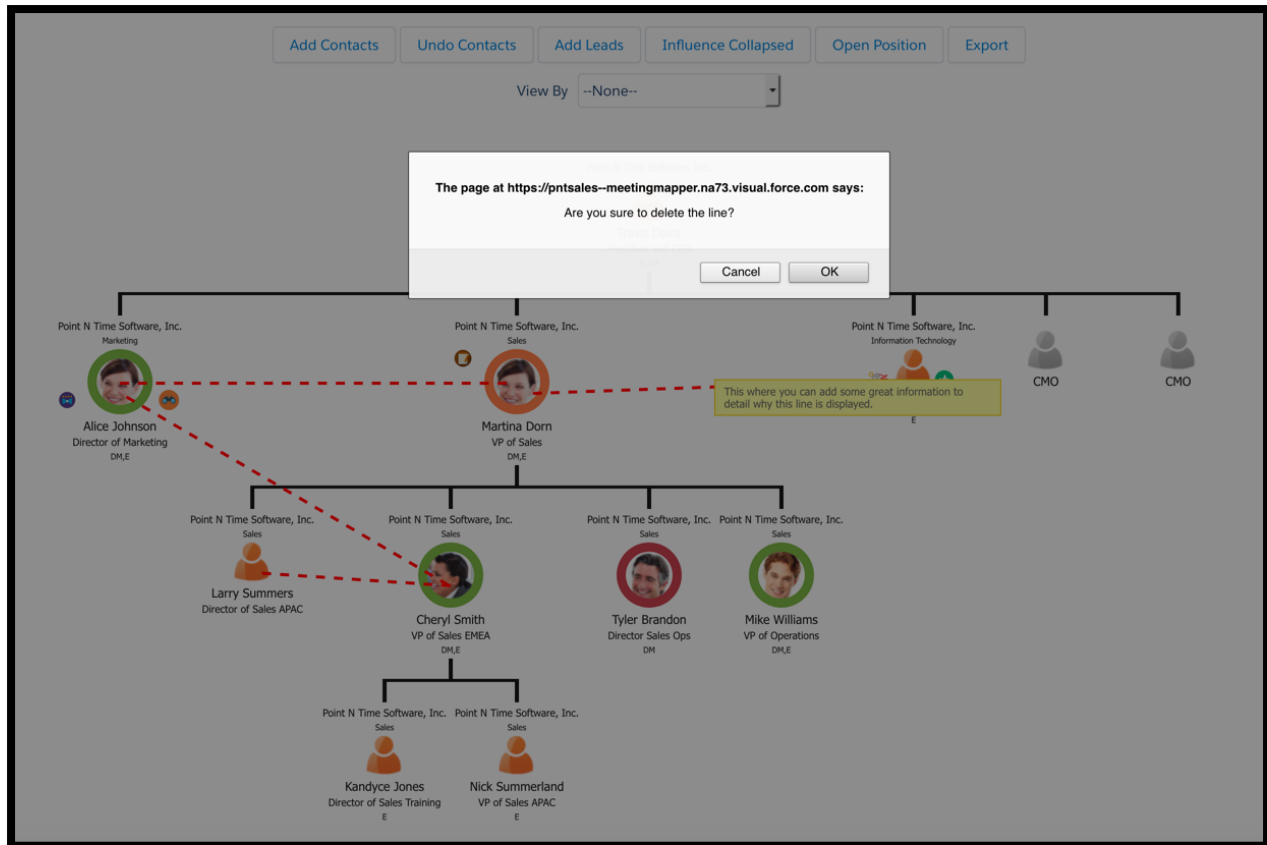 Add Contacts
Undo Contacts
Add Leads
Influence Collapsed
Open Position
Export
View By --None--
The page at https://pntsales--meetingmapper.na73.visual.force.com says:
Are you sure to delete the line?
Cancel
OK
Point N Time Software, Inc.
Marketing
Alice Johnson
Director of Marketing
DM,E
Point N Time Software, Inc.
Sales
Martina Dorn
VP of Sales
DM,E
Point N Time Software, Inc.
Information Technology
This where you can add some great information to
detail why this line is displayed.
E
CMO
CMO
Point N Time Software, Inc.
Sales
Larry Summers
Director of Sales APAC
Point N Time Software, Inc.
Sales
Cheryl Smith
VP of Sales EMEA
DM,E
Point N Time Software, Inc.
Sales
Tyler Brandon
Director Sales Ops
DM
Point N Time Software, Inc.
Sales
Mike Williams
VP of Operations
DM,E
Point N Time Software, Inc.
Sales
Kandyce Jones
Director of Sales Training
E
Point N Time Software, Inc.
Sales
Nick Summerland
VP of Sales APAC
E